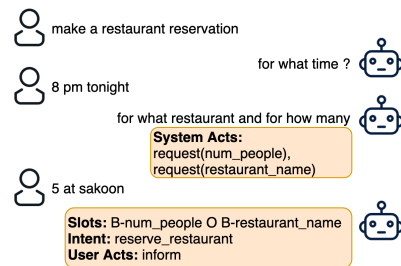 make a restaurant reservation
for what time ?
8 pm tonight
for what restaurant and for how many
System Acts:
request(num_people),
request(restaurant_name)
5 at sakoon
Slots: B-num_people O B-restaurant_name
Intent: reserve_restaurant
User Acts: inform